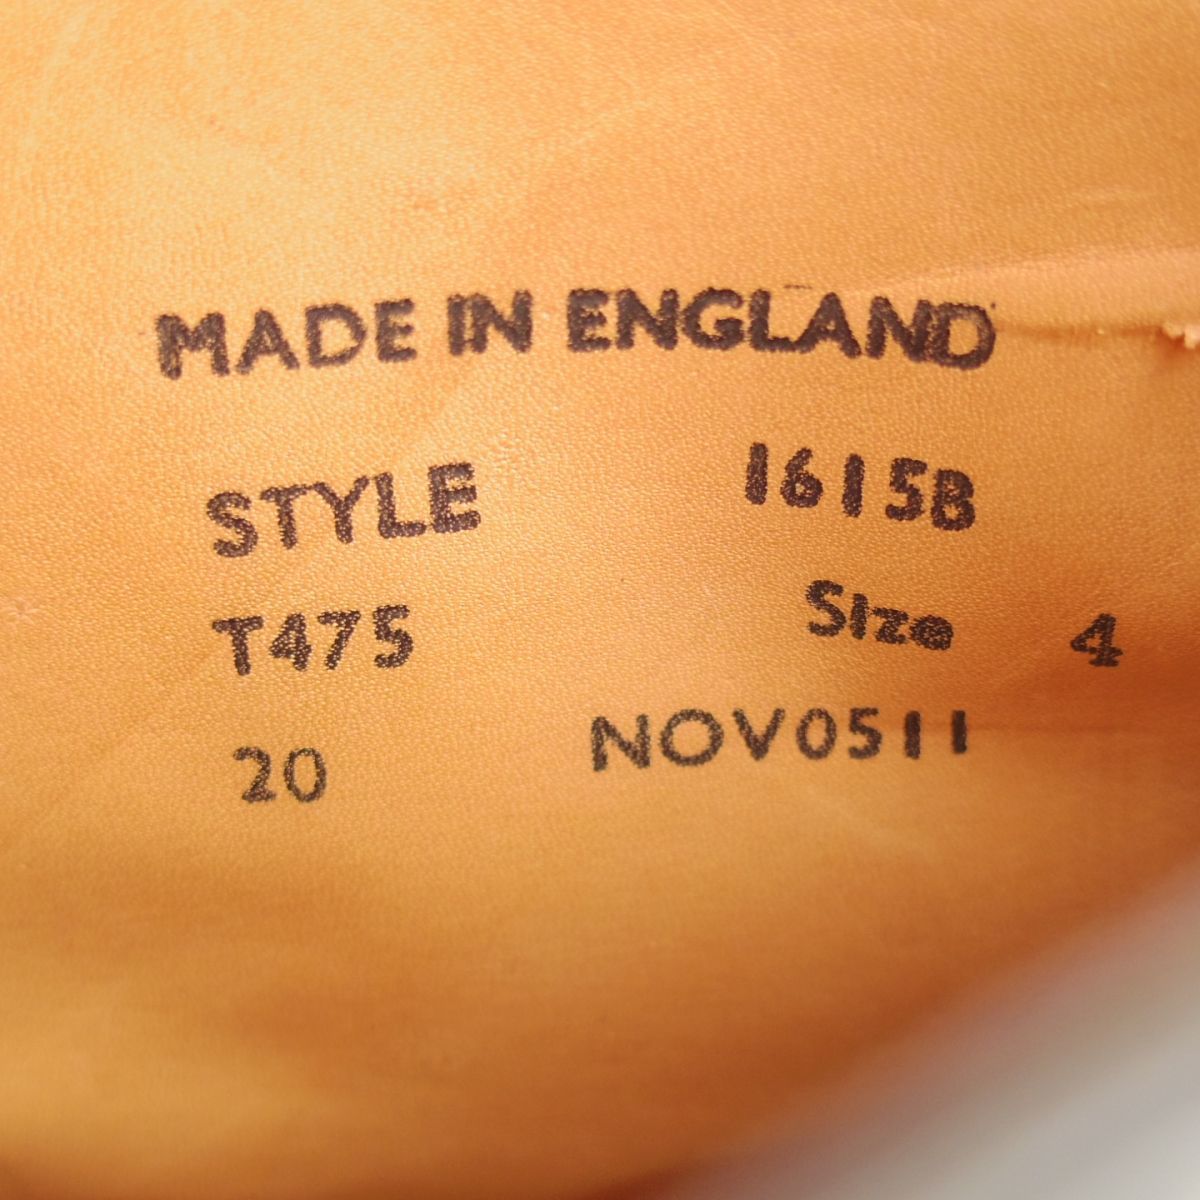 MADE IN ENGLAND
STYLE 1615B
T475 Size 4
20 NOV0511